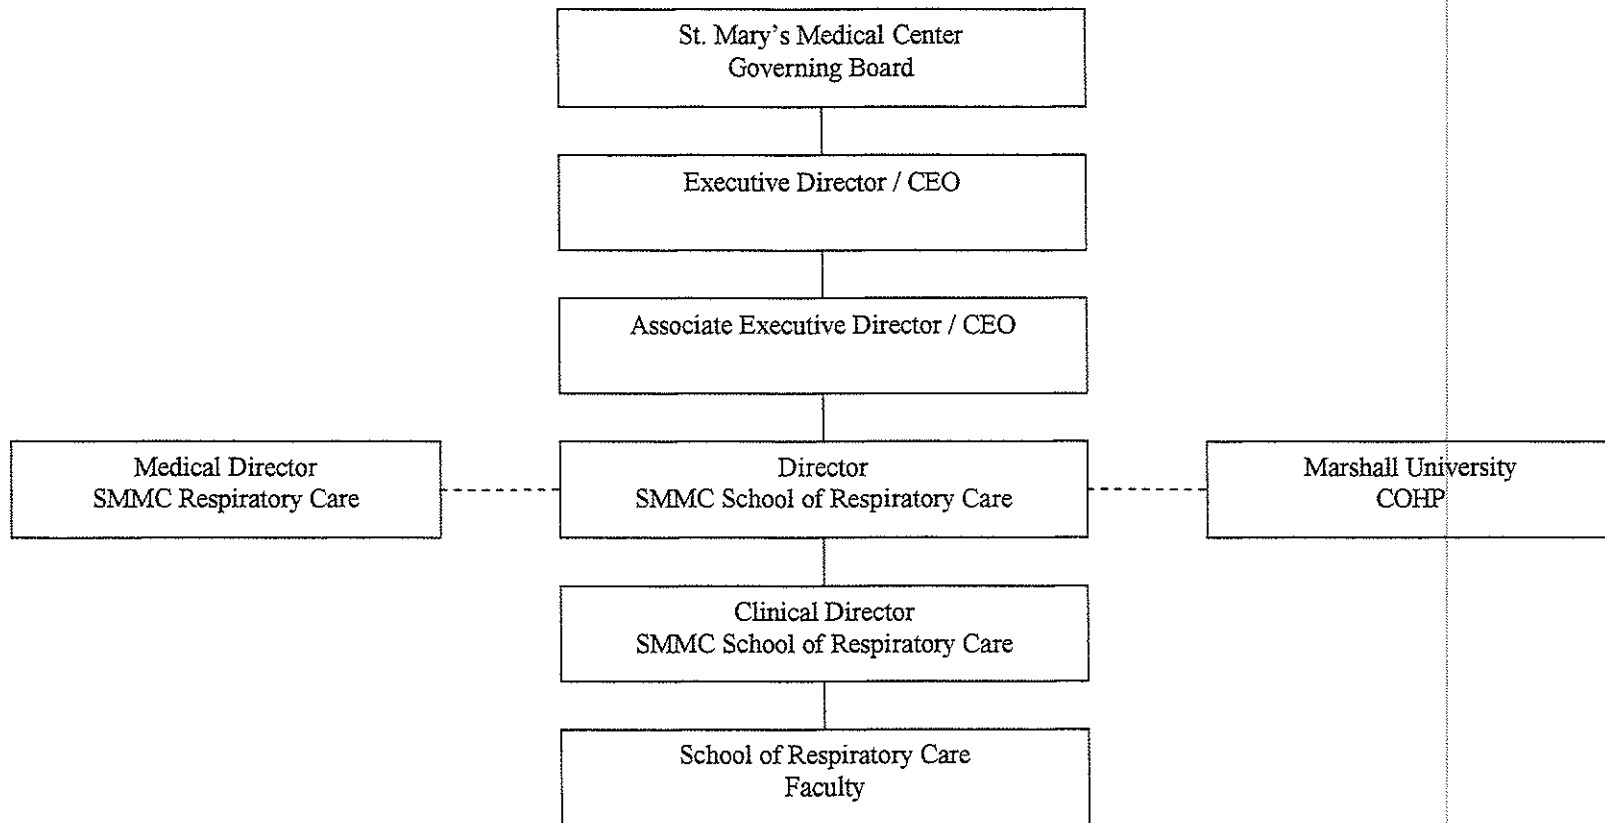 St. Mary's Medical Center
Governing Board
Executive Director / CEO
Associate Executive Director / CEO
Medical Director
SMMC Respiratory Care
Director
SMMC School of Respiratory Care
Marshall University
COHP
Clinical Director
SMMC School of Respiratory Care
School of Respiratory Care
Faculty